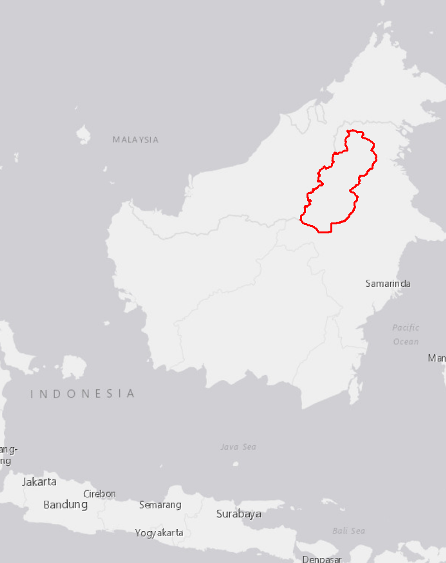 MALAYSIA
Samarinda
Pacific
Ocean
Man
INDONESIA
Java Sea
ang-
ng
Jakarta
Cirebon
Bandung
Semarang
Surabaya
Yogyakarta
Bali Sea
Denpasar